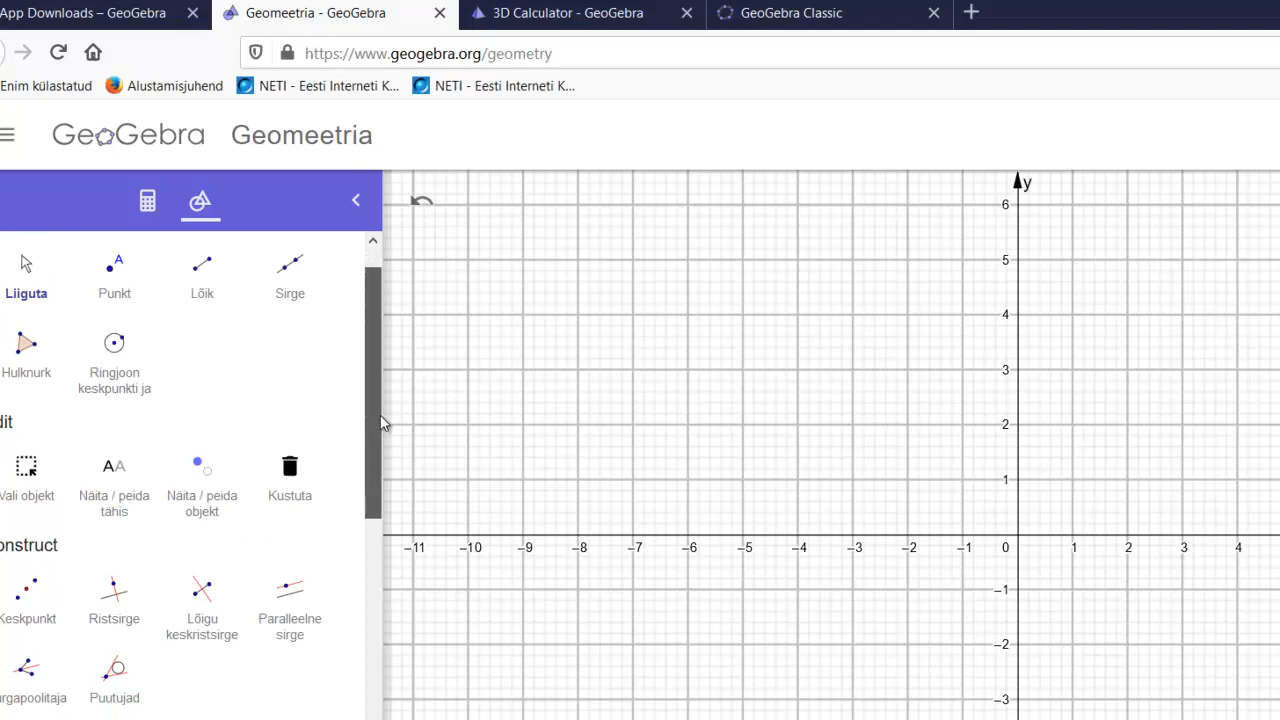 App Downloads – GeoGebra
Geomeetria - GeoGebra
3D Calculator - GeoGebra
GeoGebra Classic
https://www.geogebra.org/geometry
Enim külastatud
Alustamisjuhend
NETI - Eesti Interneti K...
NETI - Eesti Interneti K...
GeoGebra
Geomeetria
Liiguta
Punkt
Lõik
Sirge
Hulknurk
Ringjoon
keskpunkti ja
dit
Vali objekt
Näita / peida
tähis
Näita / peida
objekt
Kustuta
onstruct
Keskpunkt
Ristsirge
Lõigu
keskristsirge
Paralleelne
sirge
urgapoolitaja
Puutujad
A
AA
y
6
5
4
3
2
1
–11
–10
–9
–8
–7
–6
–5
–4
–3
–2
–1
0
1
2
3
4
–1
–2
–3